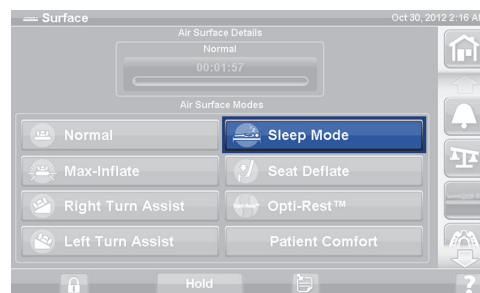 Surface
Oct 30, 2012 2:16 A
Air Surface Details
Normal
00:01:57
Air Surface Modes
Normal
Sleep Mode
Max-Inflate
Seat Deflate
Right Turn Assist
Opti-Rest™
Left Turn Assist
Patient Comfort
Hold
?